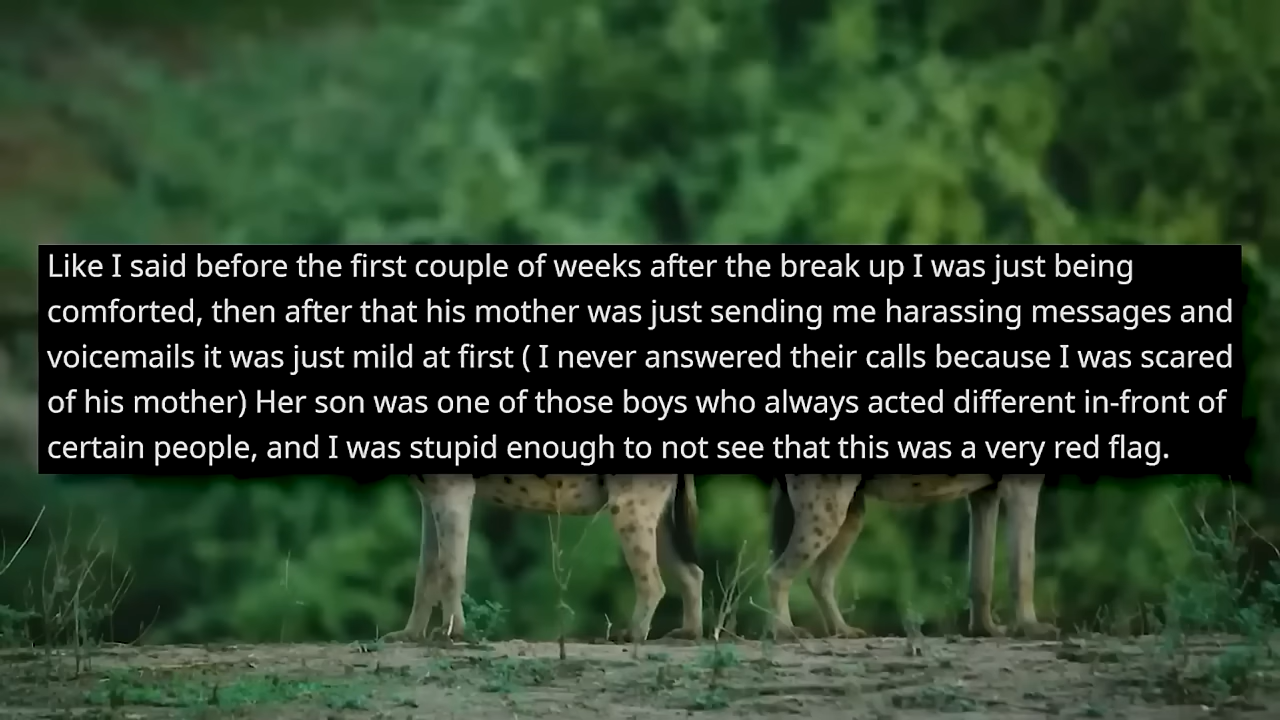 Like I said before the first couple of weeks after the break up I was just being
comforted, then after that his mother was just sending me harassing messages and
voicemails it was just mild at first ( I never answered their calls because I was scared
of his mother) Her son was one of those boys who always acted different in-front of
certain people, and I was stupid enough to not see that this was a very red flag.